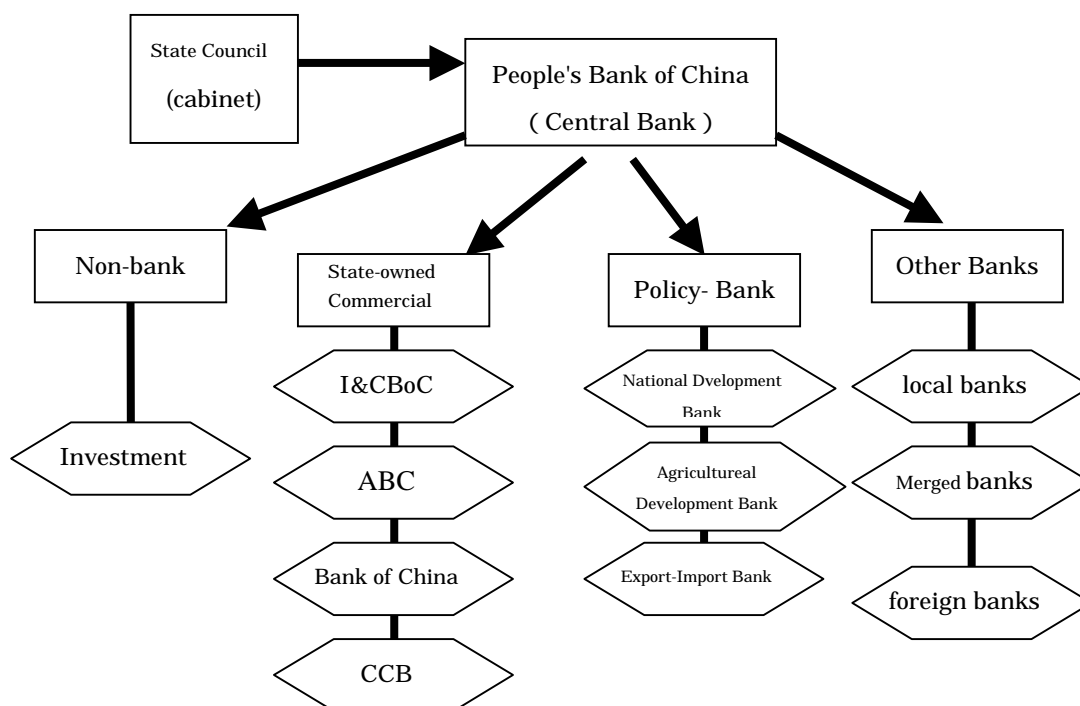 State Council
(cabinet)
People's Bank of China
( Central Bank )
Non-bank
State-owned
Commercial
Policy- Bank
Other Banks
I&CBoC
National Dvelopment
Bank
local banks
Investment
ABC
Agricultureal
Development Bank
Merged banks
Bank of China
Export-Import Bank
foreign banks
CCB